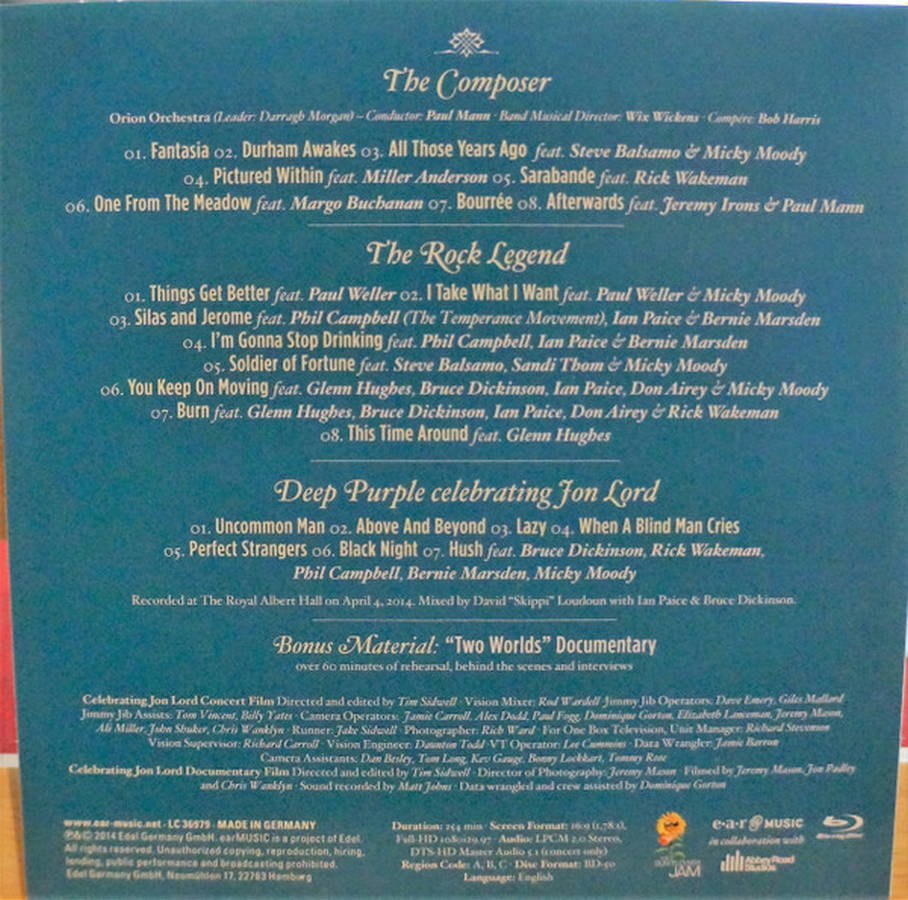 The Composer
Orion Orchestra (Leader: Darragh Morgan) – Conductor: Paul Mann · Band Musical Director: Wix Wickens · Compère: Bob Harris
01. Fantasia 02. Durham Awakes 03. All Those Years Ago feat. Steve Balsamo & Micky Moody
04. Pictured Within feat. Miller Anderson 05. Sarabande feat. Rick Wakeman
06. One From The Meadow feat. Margo Buchanan 07. Bourrée 08. Afterwards feat. Jeremy Irons & Paul Mann
The Rock Legend
01. Things Get Better feat. Paul Weller 02. I Take What I Want feat. Paul Weller & Micky Moody
03. Silas and Jerome feat. Phil Campbell (The Temperance Movement), Ian Paice & Bernie Marsden
04. I'm Gonna Stop Drinking feat. Phil Campbell, Ian Paice & Bernie Marsden
05. Soldier of Fortune feat. Steve Balsamo, Sandi Thom & Micky Moody
06. You Keep On Moving feat. Glenn Hughes, Bruce Dickinson, Ian Paice, Don Airey & Micky Moody
07. Burn feat. Glenn Hughes, Bruce Dickinson, Ian Paice, Don Airey & Rick Wakeman
08. This Time Around feat. Glenn Hughes
Deep Purple celebrating Jon Lord
01. Uncommon Man 02. Above And Beyond 03. Lazy 04. When A Blind Man Cries
05. Perfect Strangers 06. Black Night 07. Hush feat. Bruce Dickinson, Rick Wakeman,
Phil Campbell, Bernie Marsden, Micky Moody
Recorded at The Royal Albert Hall on April 4, 2014. Mixed by David "Skippi" Loudoun with Ian Paice & Bruce Dickinson.
Bonus Material: "Two Worlds" Documentary
over 60 minutes of rehearsal, behind the scenes and interviews
Celebrating Jon Lord Concert Film Directed and edited by Tim Sidwell · Vision Mixer: Rod Wardell Jimmy Jib Operators: Dave Emery, Giles Mallard
Jimmy Jib Assists: Tom Vincent, Billy Yates · Camera Operators: Jamie Carroll, Alex Dodd, Paul Fogg, Dominique Gorton, Elizabeth Lanceman, Jeremy Mason,
Ali Miller, John Shuker, Chris Wanklyn · Runner: Jake Sidwell · Photographer: Rich Ward · For One Box Television, Unit Manager: Richard Stevenson
Vision Supervisor: Richard Carroll · Vision Engineer: Daunton Todd · VT Operator: Lee Cummins · Data Wrangler: Jamie Barron
Camera Assistants: Dan Besley, Tom Long, Kev Gauge, Bonny Lockhart, Tommy Rose
Celebrating Jon Lord Documentary Film Directed and edited by Tim Sidwell · Director of Photography: Jeremy Mason · Filmed by Jeremy Mason, Jon Padley
and Chris Wanklyn · Sound recorded by Matt Johns · Data wrangled and crew assisted by Dominique Gorton
www.ear-music.net · LC 36979 · MADE IN GERMANY
℗&© 2014 Edel Germany GmbH. earMUSIC is a project of Edel.
All rights reserved. Unauthorized copying, reproduction, hiring,
lending, public performance and broadcasting prohibited.
Edel Germany GmbH, Neumühlen 17, 22763 Hamburg
Duration: 254 min · Screen Format: 16:9 (1.78:1),
Full-HD 1080i29.97 · Audio: LPCM 2.0 Stereo,
DTS-HD Master Audio 5.1 (concert only)
Region Code: A, B, C · Disc Format: BD-50
Language: English
JAM
e·a·r MUSIC
in collaboration with
Abbey Road
Studios